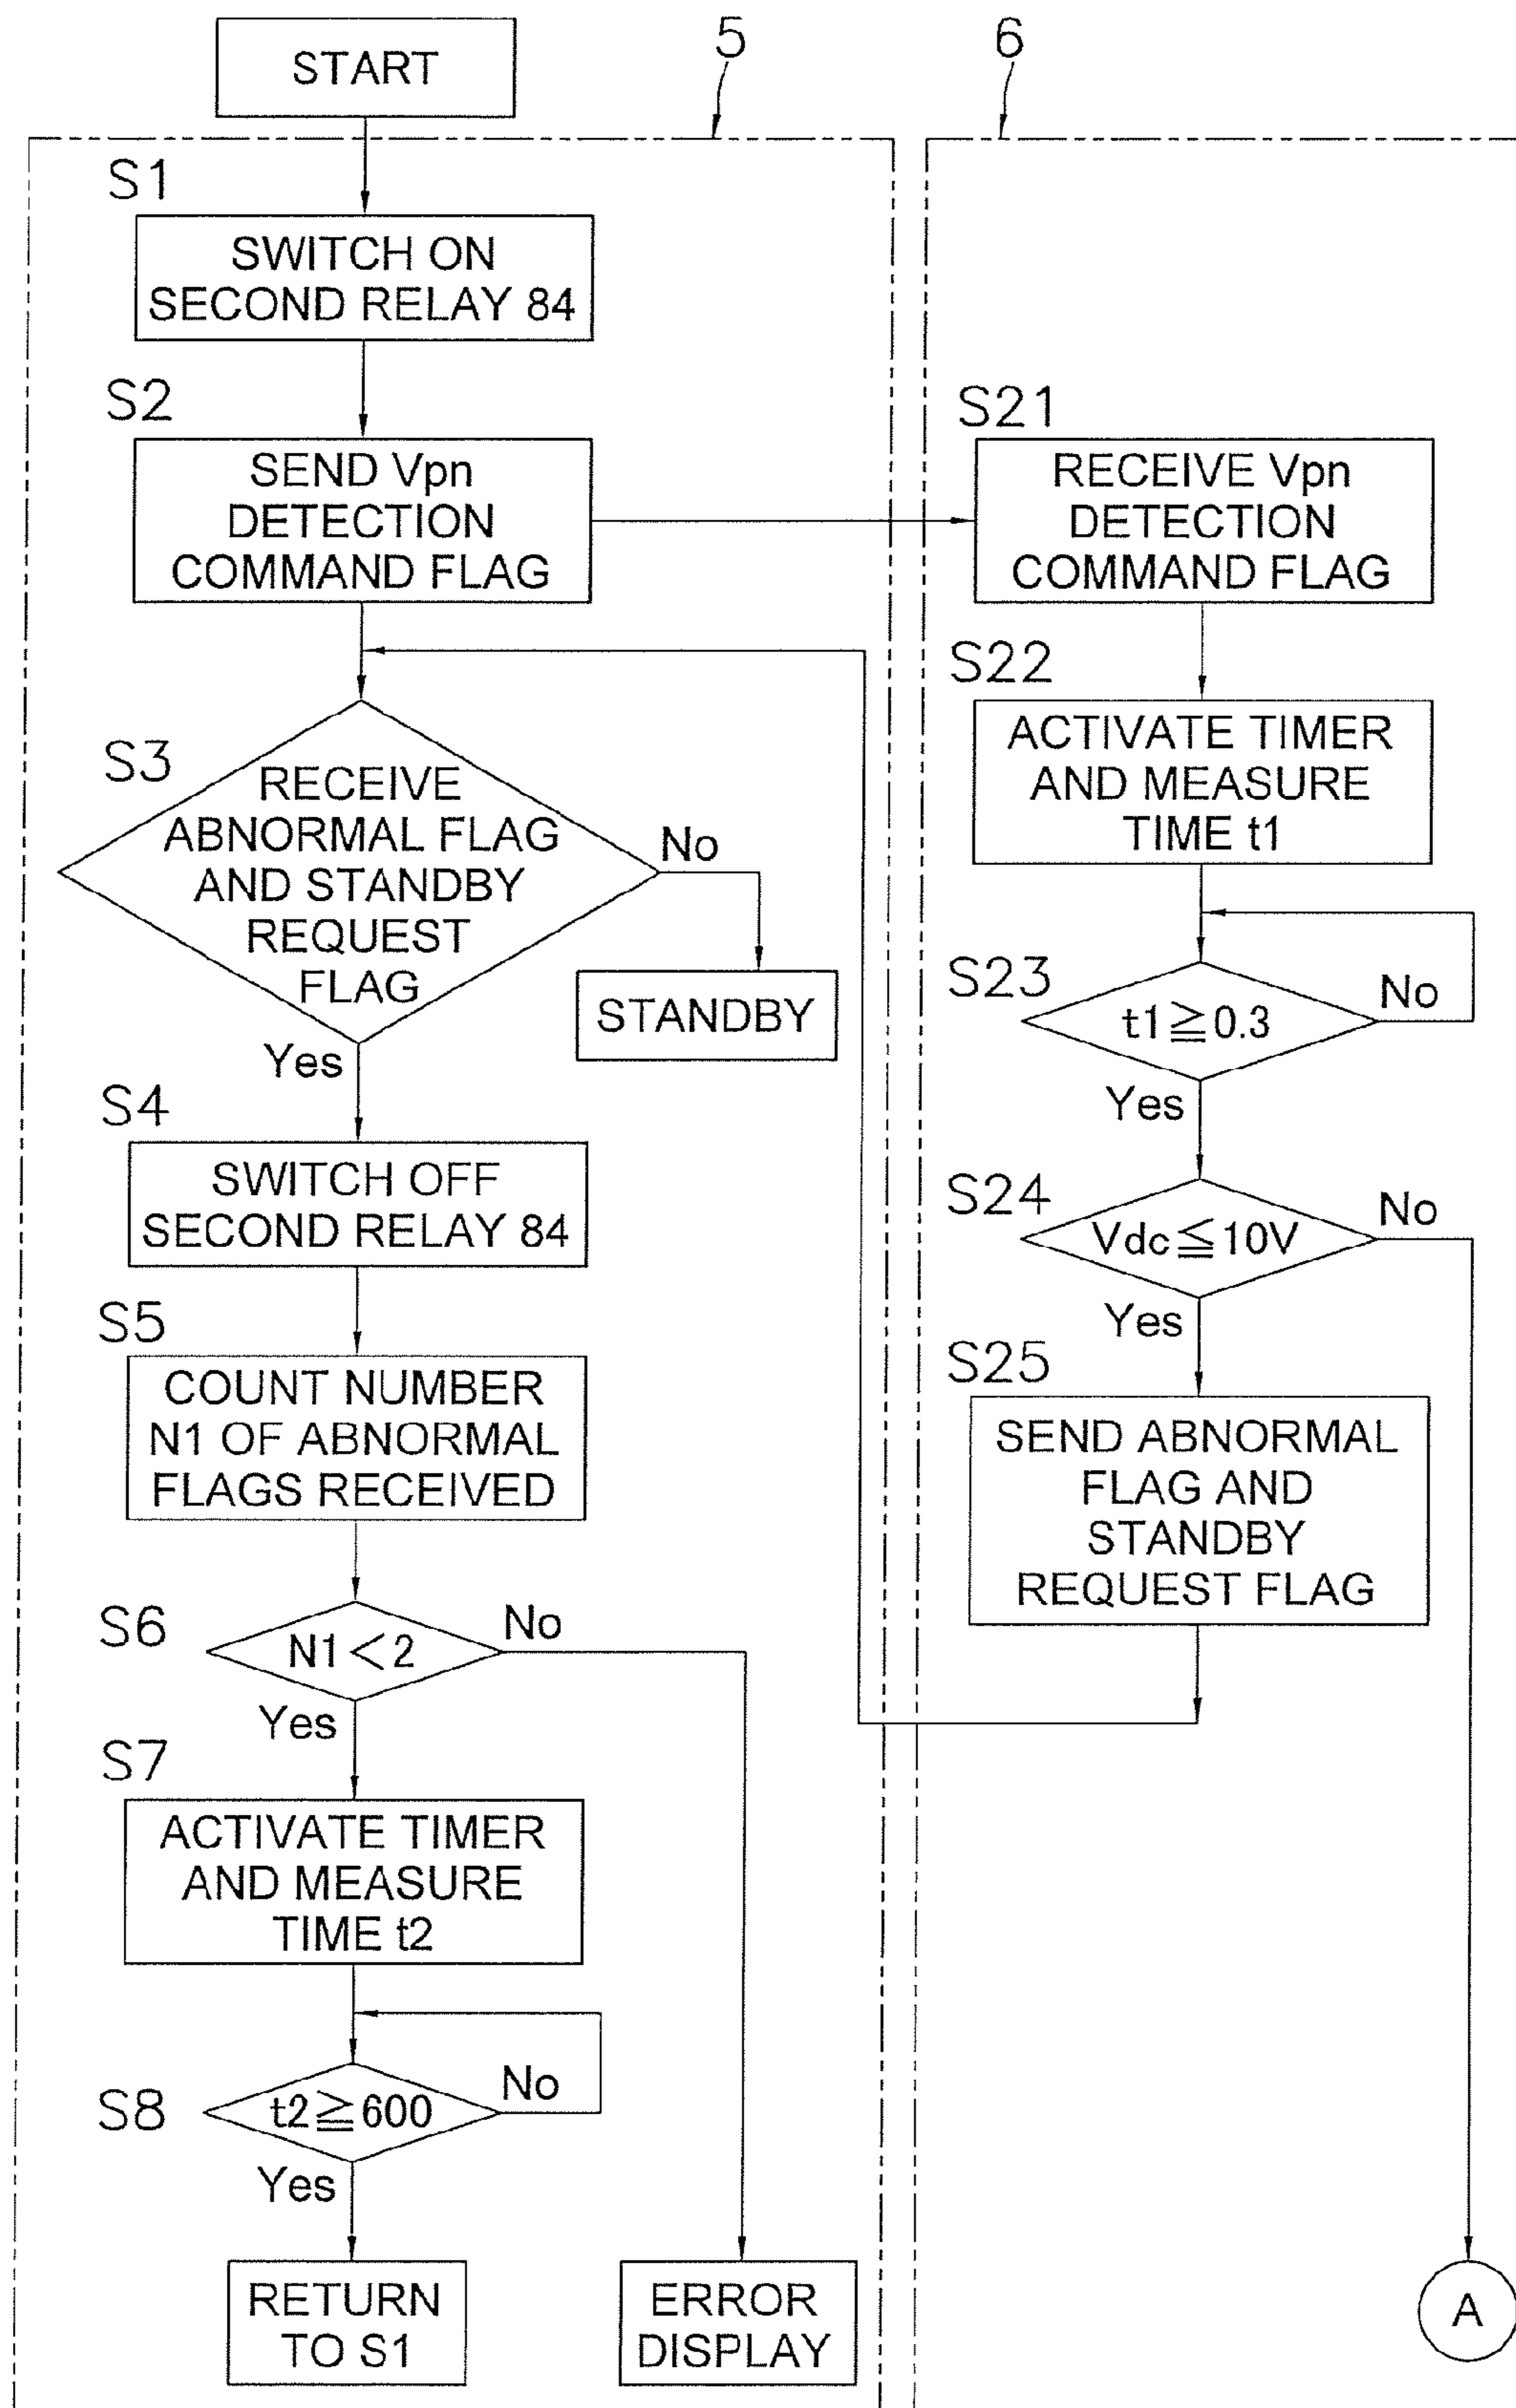 5
6
START
S1
SWITCH ON
SECOND RELAY 84
S2
SEND Vpn
DETECTION
COMMAND FLAG
S3
RECEIVE
ABNORMAL FLAG
AND STANDBY
REQUEST
FLAG
No
STANDBY
Yes
S4
SWITCH OFF
SECOND RELAY 84
S5
COUNT NUMBER
N1 OF ABNORMAL
FLAGS RECEIVED
S6
N1<2
No
Yes
S7
ACTIVATE TIMER
AND MEASURE
TIME t2
S8
t2≧600
No
Yes
RETURN
TO S1
ERROR
DISPLAY
S21
RECEIVE Vpn
DETECTION
COMMAND FLAG
S22
ACTIVATE TIMER
AND MEASURE
TIME t1
S23
t1≧0.3
No
Yes
S24
Vdc≦10V
No
Yes
S25
SEND ABNORMAL
FLAG AND
STANDBY
REQUEST FLAG
A